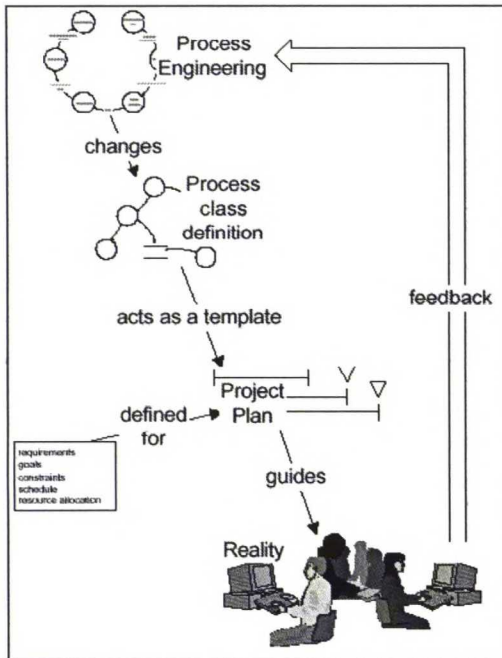 Process
Engineering
changes
Process
class
definition
feedback
acts as a template
Project
Plan
defined
for
requirements
goals
constraints
schedule
resource allocation
guides
Reality